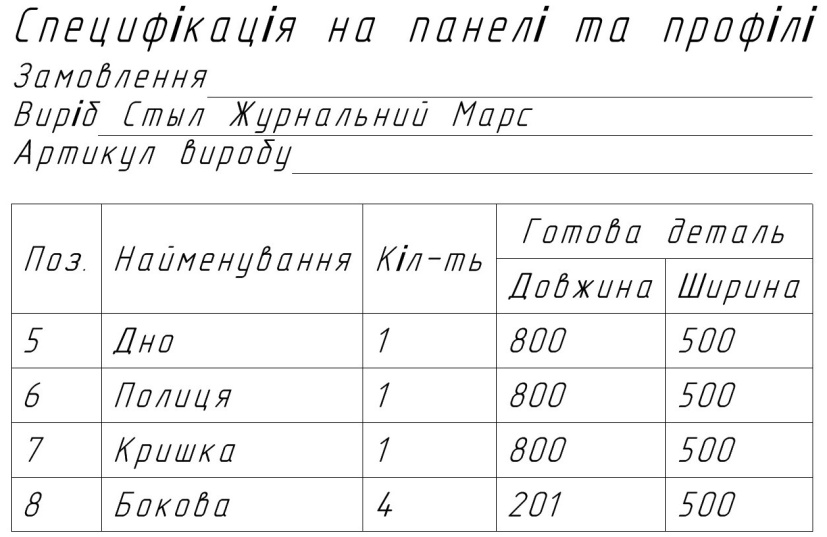 Специфікація на панелі та профілі
Замовлення
Виріб Стыл Журнальний Марс
Артикул виробу
Поз. Найменування Кіл-ть Готова деталь
Довжина Ширина
5 Дно 1 800 500
6 Полиця 1 800 500
7 Кришка 1 800 500
8 Бокова 4 201 500